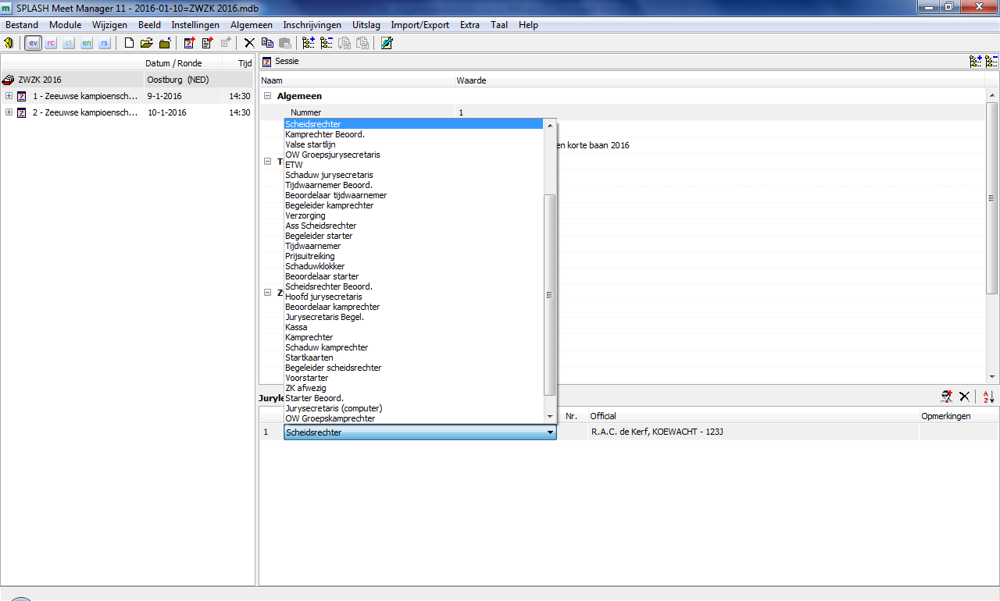 m SPLASH Meet Manager 11 - 2016-01-10=ZWZK 2016.mdb
Bestand Module Wijzigen Beeld Instellingen Algemeen Inschrijvingen Uitslag Import/Export Extra Taal Help
ev rc cl en rs
Datum / Ronde Tijd
ZWZK 2016 Oostburg (NED)
1 - Zeeuwse kampioensch... 9-1-2016 14:30
2 - Zeeuwse kampioensch... 10-1-2016 14:30
Sessie
Naam Waarde
Algemeen
Nummer 1
en korte baan 2016
Scheidsrechter
Kamprechter Beoord.
Valse startlijn
OW Groepsjurysecretaris
ETW
Schaduw jurysecretaris
Tijdwaarnemer Beoord.
Beoordelaar tijdwaarnemer
Begeleider kamprechter
Verzorging
Ass Scheidsrechter
Begeleider starter
Tijdwaarnemer
Prijsuitreiking
Schaduwklokker
Beoordelaar starter
Scheidsrechter Beoord.
Hoofd jurysecretaris
Beoordelaar kamprechter
Jurysecretaris Begel.
Kassa
Kamprechter
Schaduw kamprechter
Startkaarten
Begeleider scheidsrechter
Voorstarter
ZK afwezig
Starter Beoord.
Jurysecretaris (computer)
OW Groepskamprechter
Juryle
Nr. Official Opmerkingen
1 Scheidsrechter R.A.C. de Kerf, KOEWACHT - 123J